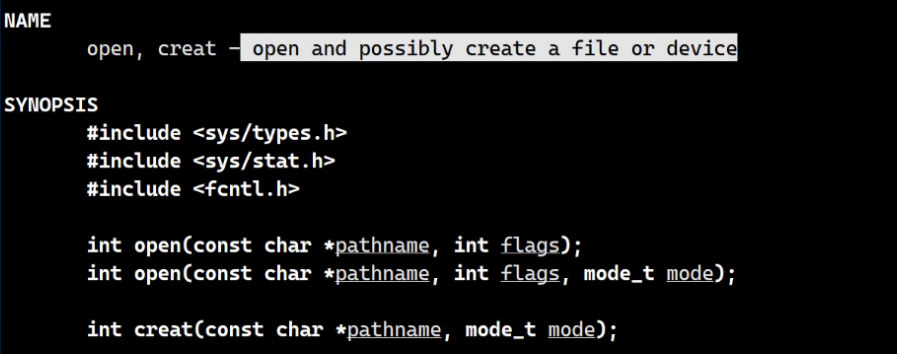 NAME
open, creat - open and possibly create a file or device
SYNOPSIS
#include <sys/types.h>
#include <sys/stat.h>
#include <fcntl.h>
int open(const char *pathname, int flags);
int open(const char *pathname, int flags, mode_t mode);
int creat(const char *pathname, mode_t mode);